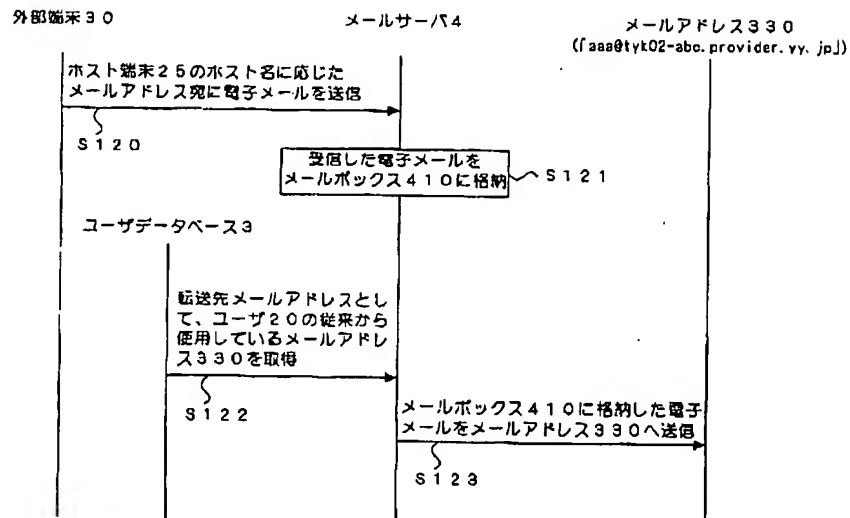 外部端末30
メールサーバ4
メールアドレス330
(｢aaa@tyk02-abc.provider.yy.jp｣)
ホスト端末25のホスト名に応じた
メールアドレス宛に電子メールを送信
S120
受信した電子メールを
メールボックス410に格納
S121
ユーザデータベース3
転送先メールアドレスとし
て、ユーザ20の従来から
使用しているメールアドレ
ス330を取得
S122
メールボックス410に格納した電子
メールをメールアドレス330へ送信
S123